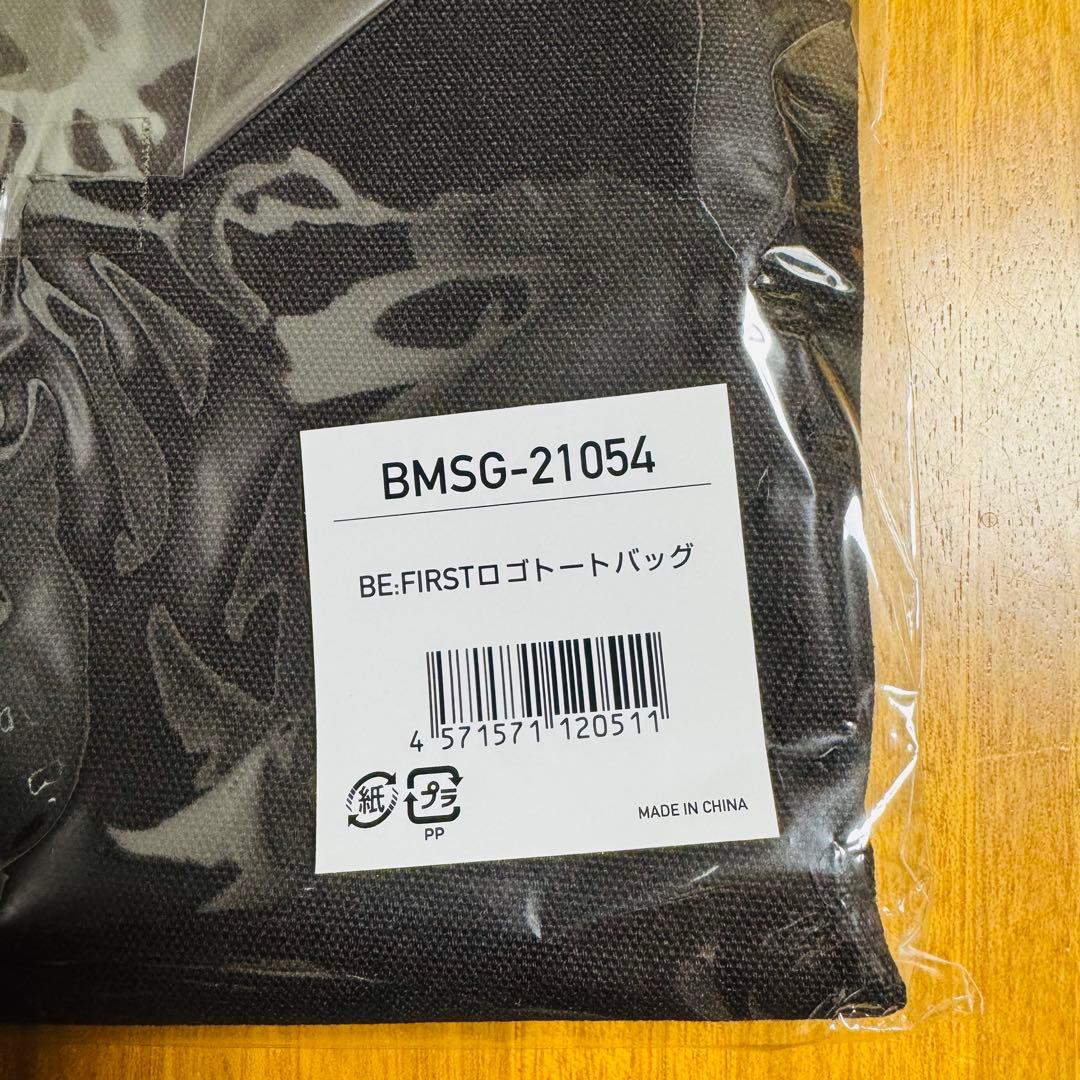 BMSG-21054
BE:FIRSTロゴトートバッグ
4 571571 120511
紙 プラ
PP
MADE IN CHINA